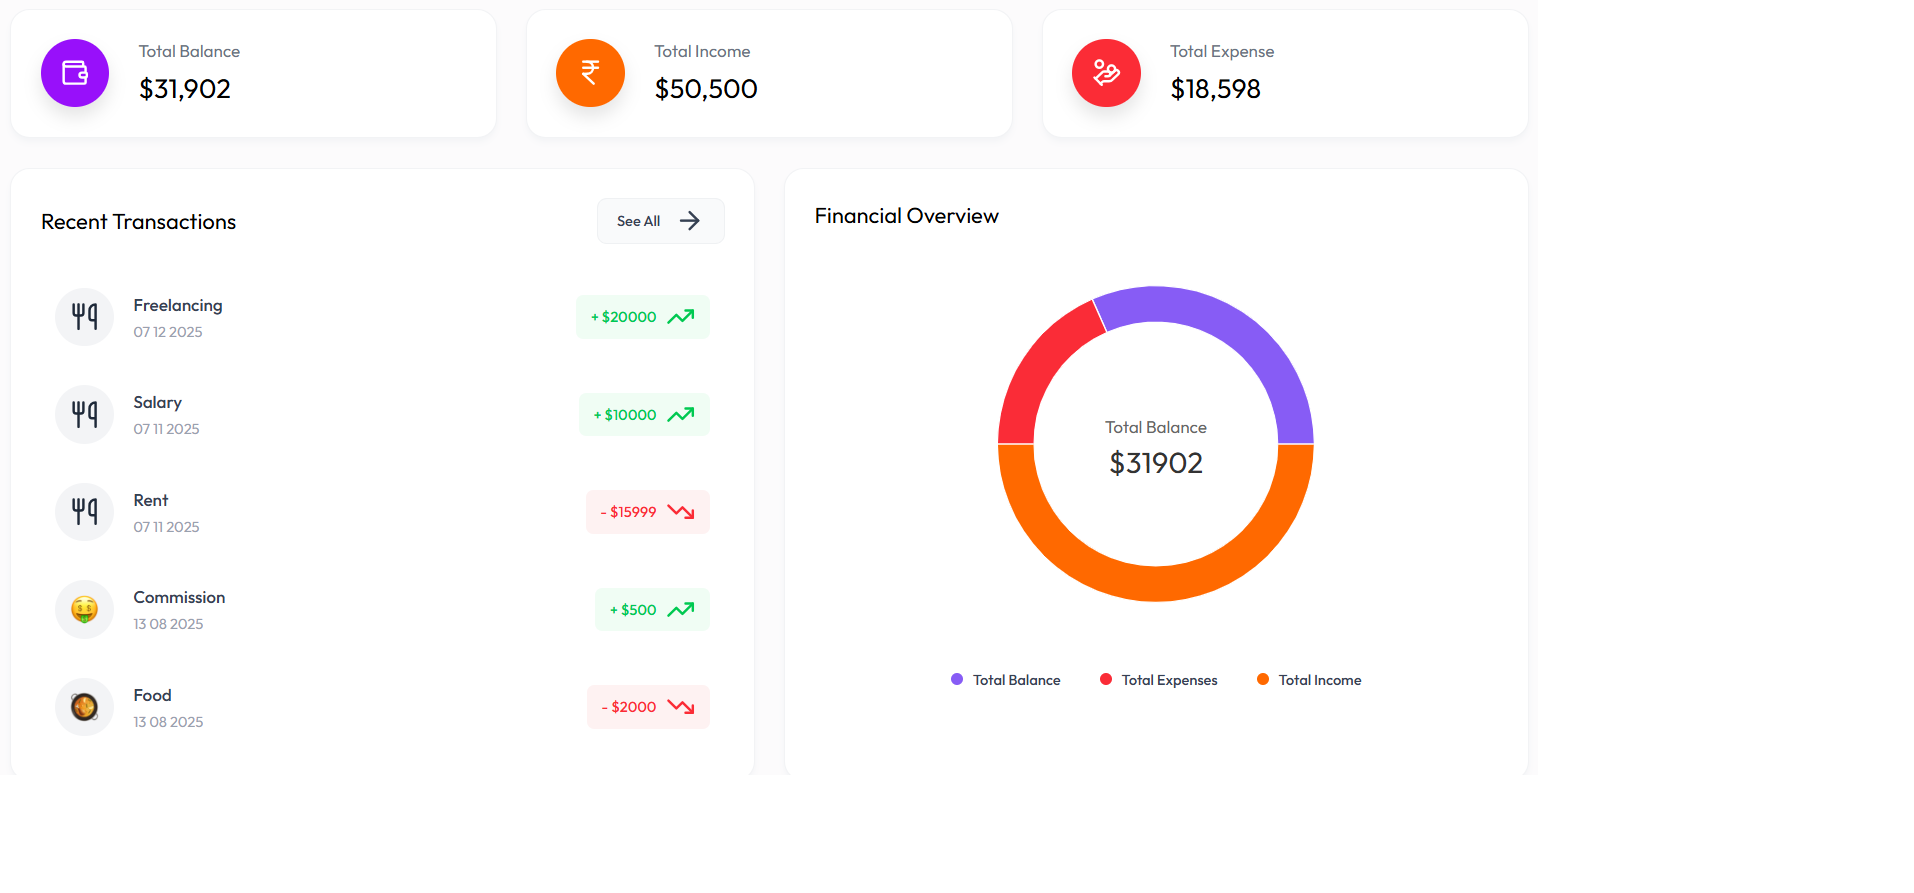 Total Balance
$31,902
Total Income
$50,500
Total Expense
$18,598
Recent Transactions
See All
Freelancing
07 12 2025
+ $20000
Salary
07 11 2025
+ $10000
Rent
07 11 2025
- $15999
Commission
13 08 2025
+ $500
Food
13 08 2025
- $2000
Financial Overview
Total Balance
$31902
Total Balance
Total Expenses
Total Income